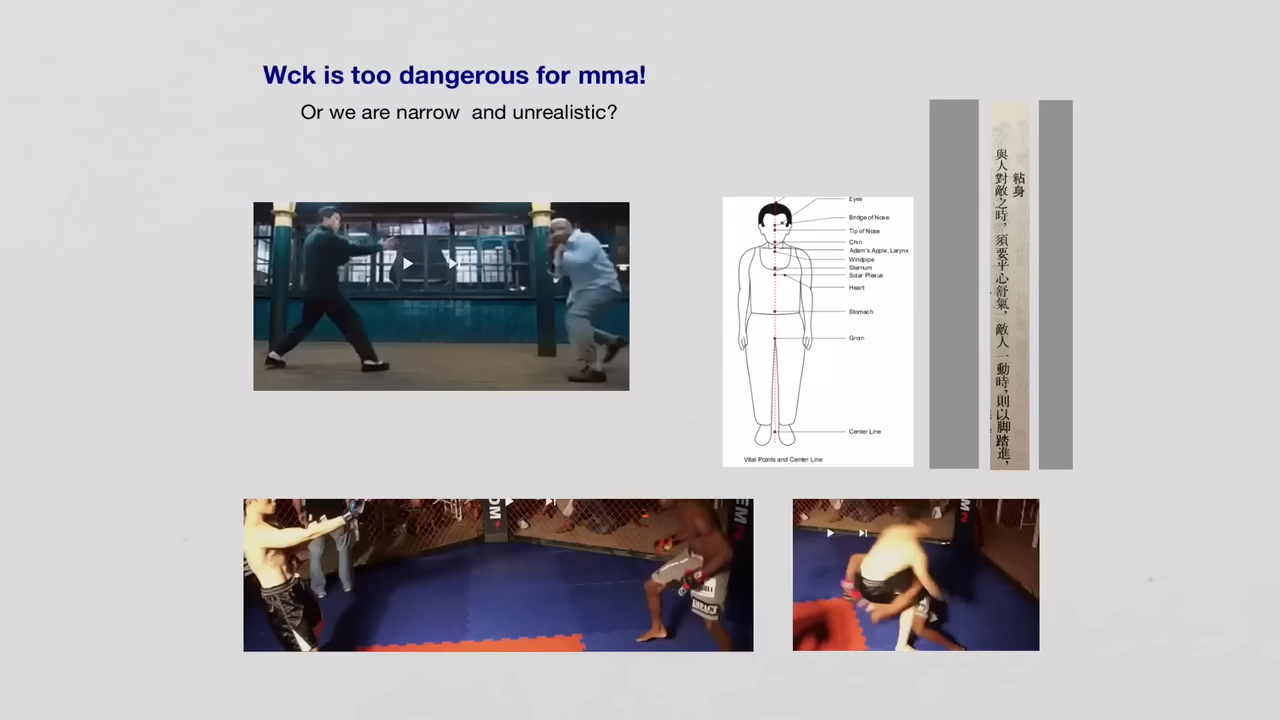 Wck is too dangerous for mma!
Or we are narrow and unrealistic?
Eyes
Bridge of Nose
Tip of Nose
Chin
Adam's Apple, Larynx
Windpipe
Sternum
Solar Plexus
Heart
Stomach
Groin
Center Line
Vital Points and Center Line
粘身
與人對敵之時，須要平心舒氣，敵人一動時，則以脚踏進，
OM
EM
IMPACT
M